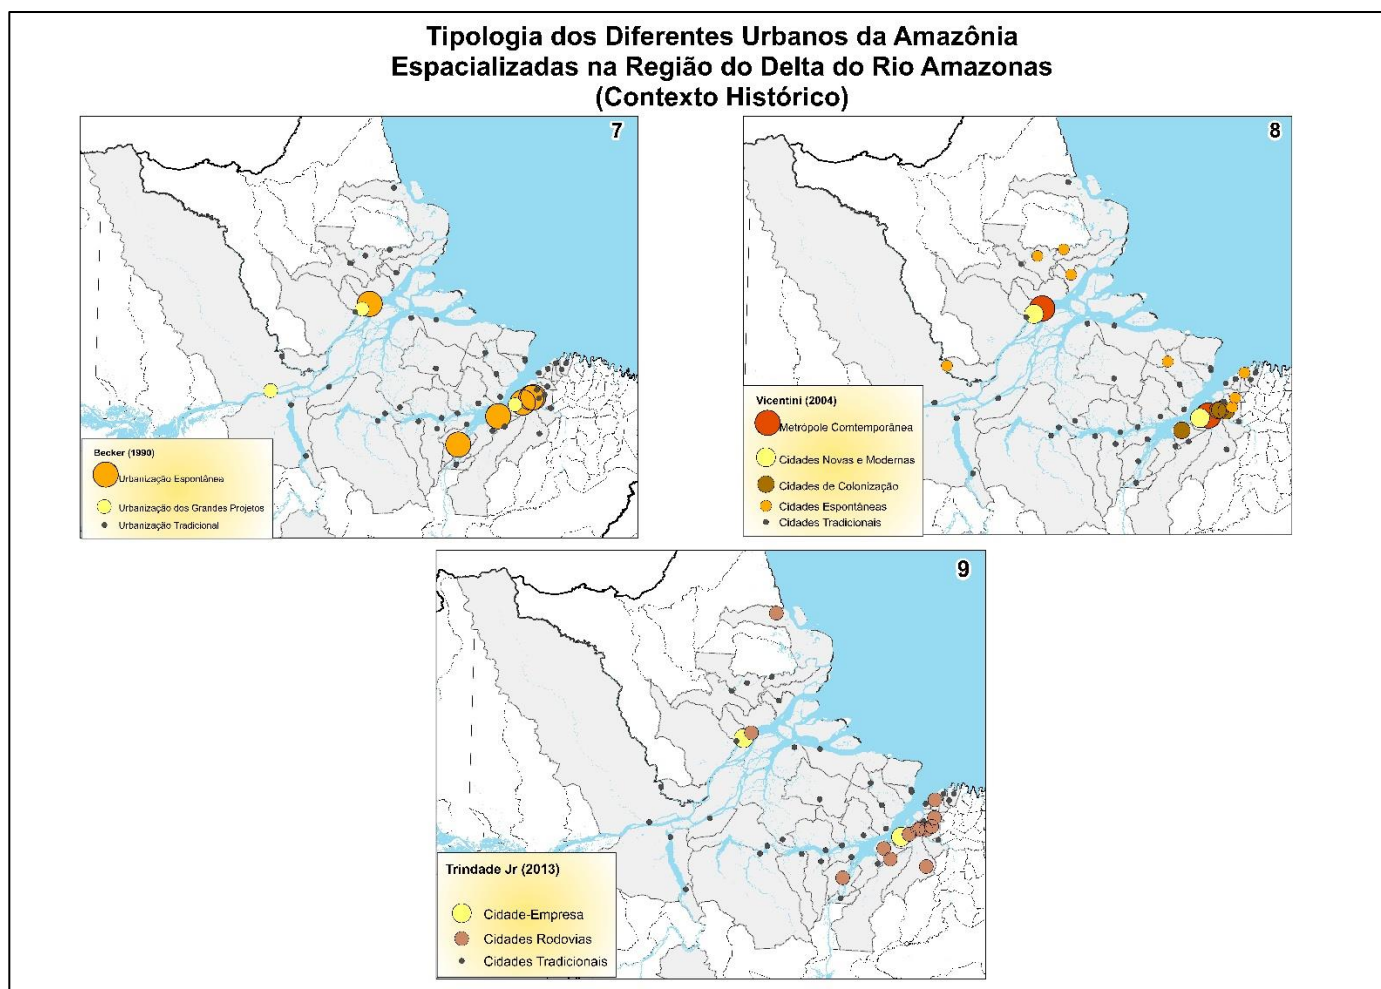 Tipologia dos Diferentes Urbanos da Amazônia
Espacializadas na Região do Delta do Rio Amazonas
(Contexto Histórico)
7
Becker (1990)
Urbanização Espontânea
Urbanização dos Grandes Projetos
Urbanização Tradicional
8
Vicentini (2004)
Metrópole Comtemporânea
Cidades Novas e Modernas
Cidades de Colonização
Cidades Espontâneas
Cidades Tradicionais
9
Trindade Jr (2013)
Cidade-Empresa
Cidades Rodovias
Cidades Tradicionais